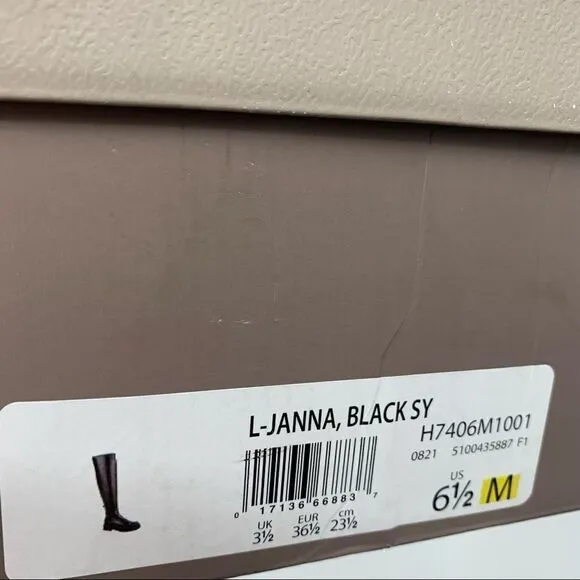 L-JANNA, BLACK SY
H7406M1001
0821 5100435887 F1
0 17136 66883 7
UK EUR cm
3½ 36½ 23½
US
6½ M